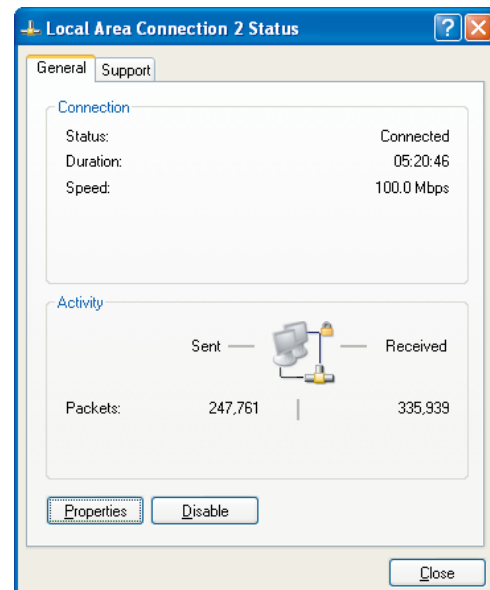 Local Area Connection 2 Status
General Support
Connection
Status: Connected
Duration: 05:20:46
Speed: 100.0 Mbps
Activity
Sent Received
Packets: 247,761 335,939
Properties Disable
Close